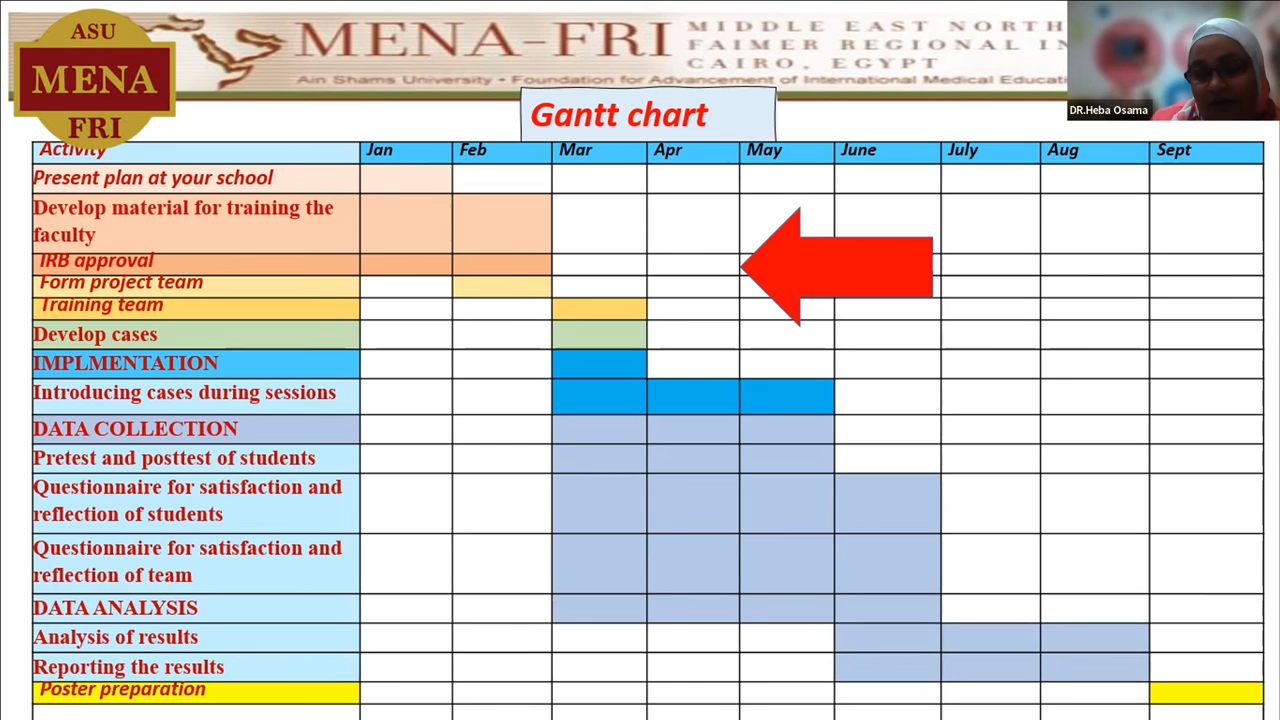 ASU
MENA
FRI
MENA-FRI
MIDDLE EAST NORTH
FAIMER REGIONAL IN
CAIRO, EGYPT
Ain Shams University • Foundation for Advancement of International Medical Educati
DR.Heba Osama
Gantt chart
Activity Jan Feb Mar Apr May June July Aug Sept
Present plan at your school
Develop material for training the
faculty
IRB approval
Form project team
Training team
Develop cases
IMPLMENTATION
Introducing cases during sessions
DATA COLLECTION
Pretest and posttest of students
Questionnaire for satisfaction and
reflection of students
Questionnaire for satisfaction and
reflection of team
DATA ANALYSIS
Analysis of results
Reporting the results
Poster preparation